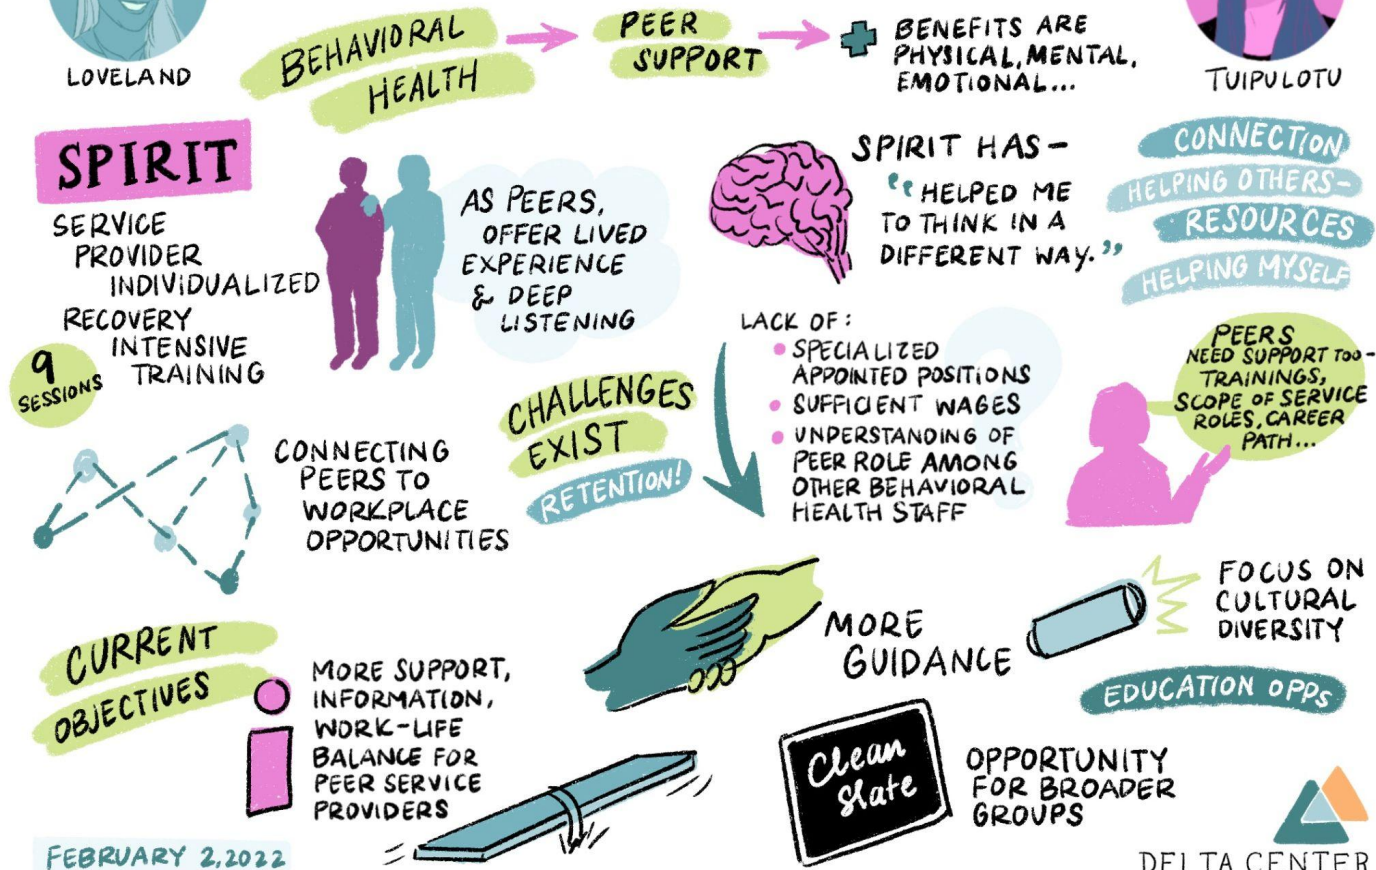 LOVELAND
BEHAVIORAL
HEALTH
PEER
SUPPORT
BENEFITS ARE
PHYSICAL, MENTAL,
EMOTIONAL...
TUIPULOTU
SPIRIT
SERVICE
PROVIDER
INDIVIDUALIZED
RECOVERY
INTENSIVE
TRAINING
9
SESSIONS
AS PEERS,
OFFER LIVED
EXPERIENCE
& DEEP
LISTENING
SPIRIT HAS-
"HELPED ME
TO THINK IN A
DIFFERENT WAY."
CONNECTION
HELPING OTHERS-
RESOURCES
HELPING MYSELF
CONNECTING
PEERS TO
WORKPLACE
OPPORTUNITIES
CHALLENGES
EXIST
RETENTION!
LACK OF:
SPECIALIZED
APPOINTED POSITIONS
SUFFICIENT WAGES
UNDERSTANDING OF
PEER ROLE AMONG
OTHER BEHAVIORAL
HEALTH STAFF
?
PEERS
NEED SUPPORT TOO-
TRAININGS,
SCOPE OF SERVICE
ROLES, CAREER
PATH...
CURRENT
OBJECTIVES
i
MORE SUPPORT,
INFORMATION,
WORK-LIFE
BALANCE FOR
PEER SERVICE
PROVIDERS
MORE
GUIDANCE
FOCUS ON
CULTURAL
DIVERSITY
EDUCATION OPPS
Clean
Slate
OPPORTUNITY
FOR BROADER
GROUPS
FEBRUARY 2, 2022
DELTA CENTER